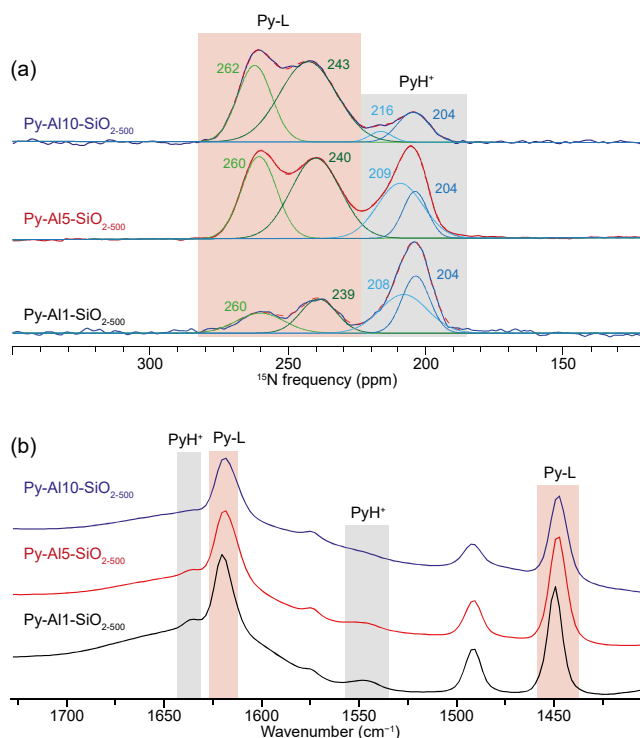 Py-L
(a)
PyH⁺
262
243
216
204
Py-Al10-SiO₂₋₅₀₀
260
240
209
204
Py-Al5-SiO₂₋₅₀₀
260
239
208
204
Py-Al1-SiO₂₋₅₀₀
300 250 200 150
¹⁵N frequency (ppm)
(b)
PyH⁺
Py-L
Py-L
PyH⁺
Py-Al10-SiO₂₋₅₀₀
Py-Al5-SiO₂₋₅₀₀
Py-Al1-SiO₂₋₅₀₀
1700 1650 1600 1550 1500 1450
Wavenumber (cm⁻¹)